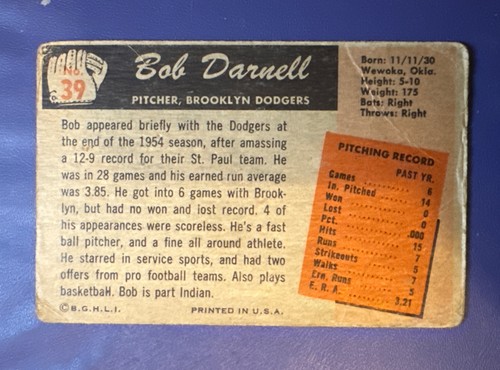 No.
39
Bob Darnell
PITCHER, BROOKLYN DODGERS
Born: 11/11/30
Wewoka, Okla.
Height: 5-10
Weight: 175
Bats: Right
Throws: Right
Bob appeared briefly with the Dodgers at
the end of the 1954 season, after amassing
a 12-9 record for their St. Paul team. He
was in 28 games and his earned run average
was 3.85. He got into 6 games with Brook-
lyn, but had no won and lost record. 4 of
his appearances were scoreless. He's a fast
ball pitcher, and a fine all around athlete.
He starred in service sports, and had two
offers from pro football teams. Also plays
basketball. Bob is part Indian.
©B.G.H.L.I. PRINTED IN U.S.A.
PITCHING RECORD
PAST YR.
Games 6
In. Pitched 14
Won 0
Lost 0
Pct. .000
Hits 15
Runs 7
Strikeouts 5
Walks 7
Ern. Runs 5
E. R. A. 3.21